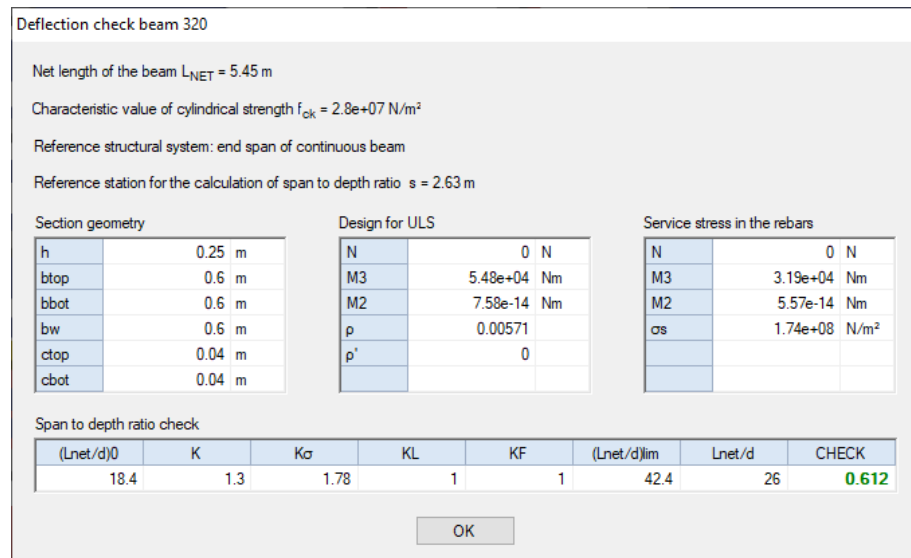 Deflection check beam 320
Net length of the beam LNET = 5.45 m
Characteristic value of cylindrical strength fck = 2.8e+07 N/m²
Reference structural system: end span of continuous beam
Reference station for the calculation of span to depth ratio s = 2.63 m
Section geometry
h 0.25 m
btop 0.6 m
bbot 0.6 m
bw 0.6 m
ctop 0.04 m
cbot 0.04 m
Design for ULS
N 0 N
M3 5.48e+04 Nm
M2 7.58e-14 Nm
ρ 0.00571
ρ' 0
Service stress in the rebars
N 0 N
M3 3.19e+04 Nm
M2 5.57e-14 Nm
σs 1.74e+08 N/m²
Span to depth ratio check
(Lnet/d)0 K Kσ KL KF (Lnet/d)lim Lnet/d CHECK
18.4 1.3 1.78 1 1 42.4 26 0.612
OK